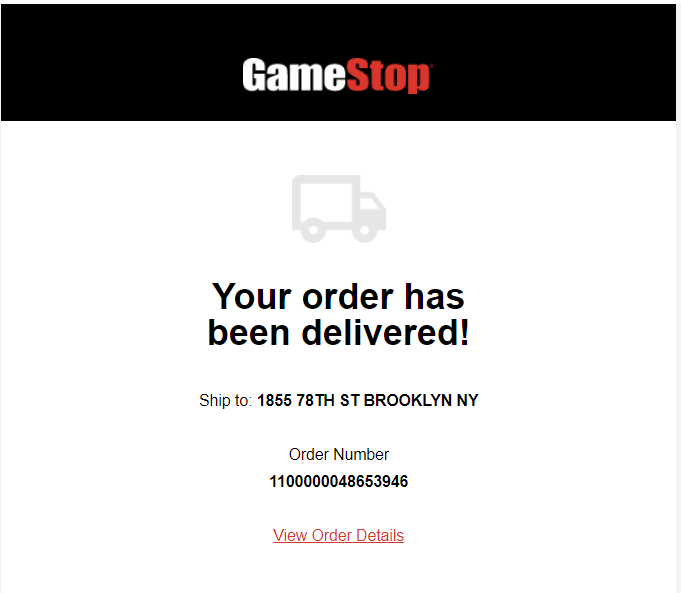 GameStop
Your order has
been delivered!
Ship to: 1855 78TH ST BROOKLYN NY
Order Number
1100000048653946
View Order Details